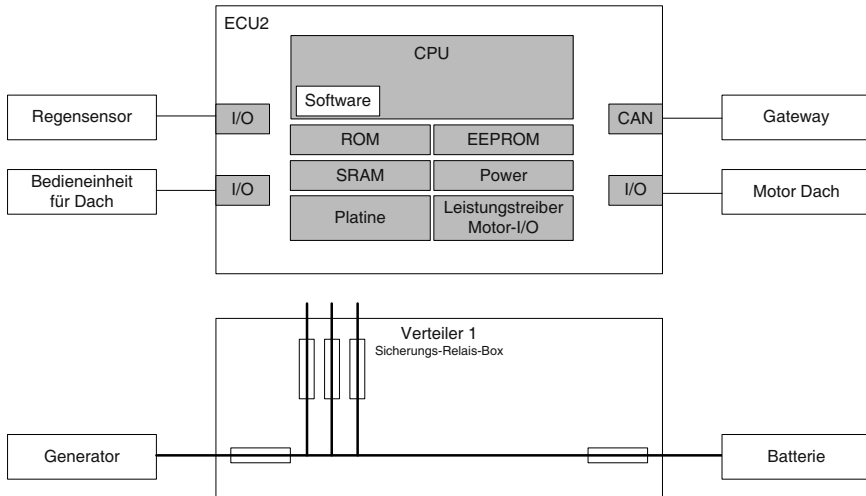 ECU2
CPU
Software
Regensensor
I/O
ROM
EEPROM
CAN
Gateway
Bedieneinheit
für Dach
I/O
SRAM
Power
I/O
Motor Dach
Platine
Leistungstreiber
Motor-I/O
Verteiler 1
Sicherungs-Relais-Box
Generator
Batterie